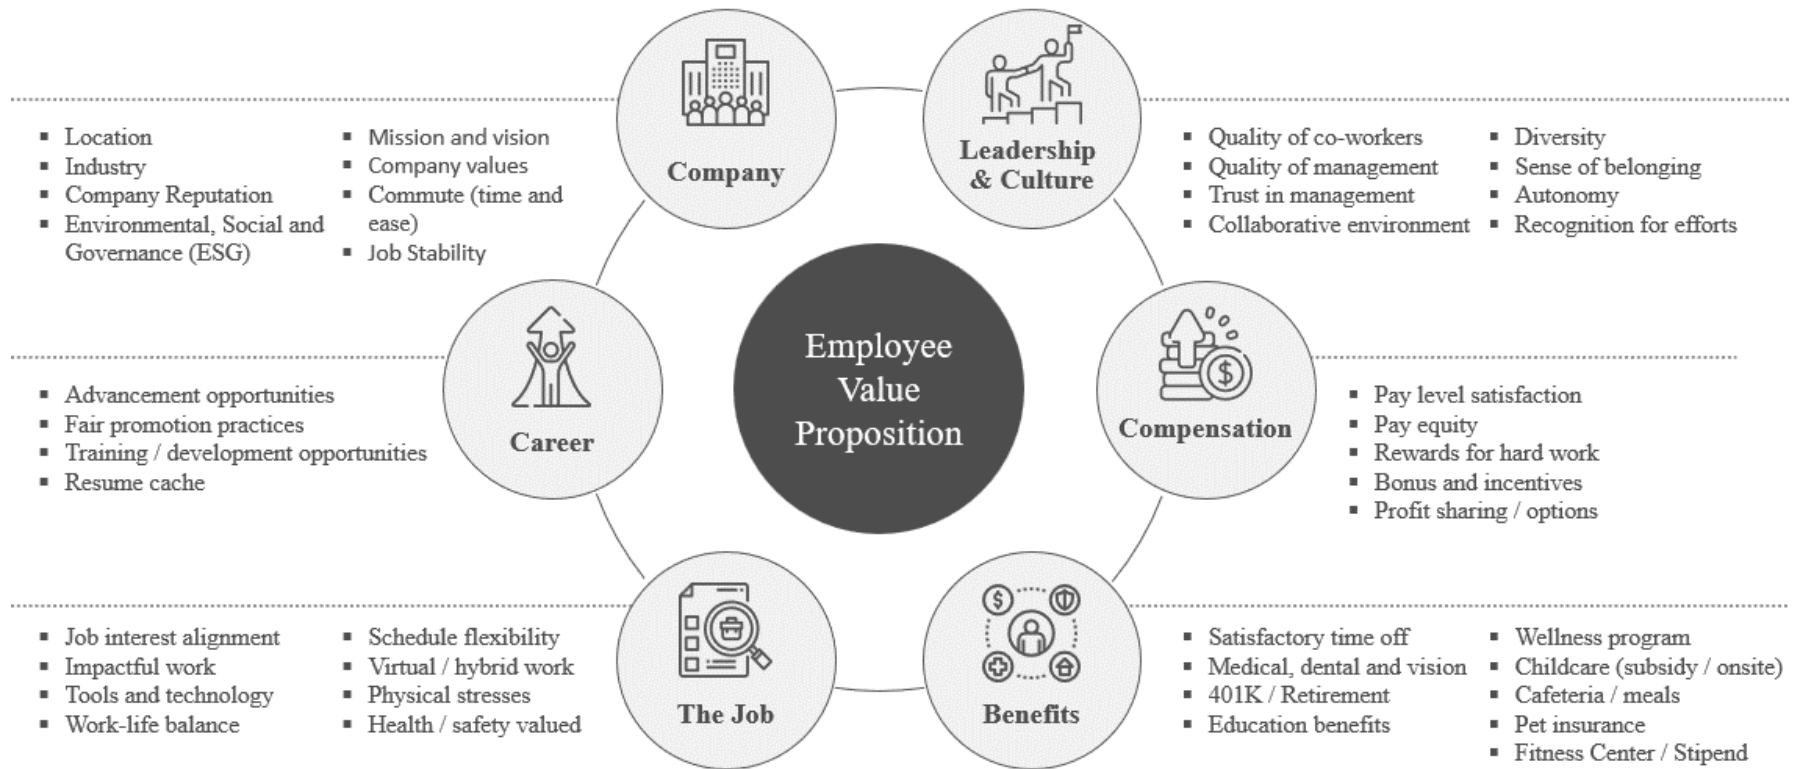 Company
▪ Location
▪ Industry
▪ Company Reputation
▪ Environmental, Social and
Governance (ESG)
▪ Mission and vision
▪ Company values
▪ Commute (time and
ease)
▪ Job Stability
Leadership
& Culture
▪ Quality of co-workers
▪ Quality of management
▪ Trust in management
▪ Collaborative environment
▪ Diversity
▪ Sense of belonging
▪ Autonomy
▪ Recognition for efforts
Employee
Value
Proposition
Career
▪ Advancement opportunities
▪ Fair promotion practices
▪ Training / development opportunities
▪ Resume cache
Compensation
▪ Pay level satisfaction
▪ Pay equity
▪ Rewards for hard work
▪ Bonus and incentives
▪ Profit sharing / options
The Job
▪ Job interest alignment
▪ Impactful work
▪ Tools and technology
▪ Work-life balance
▪ Schedule flexibility
▪ Virtual / hybrid work
▪ Physical stresses
▪ Health / safety valued
Benefits
▪ Satisfactory time off
▪ Medical, dental and vision
▪ 401K / Retirement
▪ Education benefits
▪ Wellness program
▪ Childcare (subsidy / onsite)
▪ Cafeteria / meals
▪ Pet insurance
▪ Fitness Center / Stipend